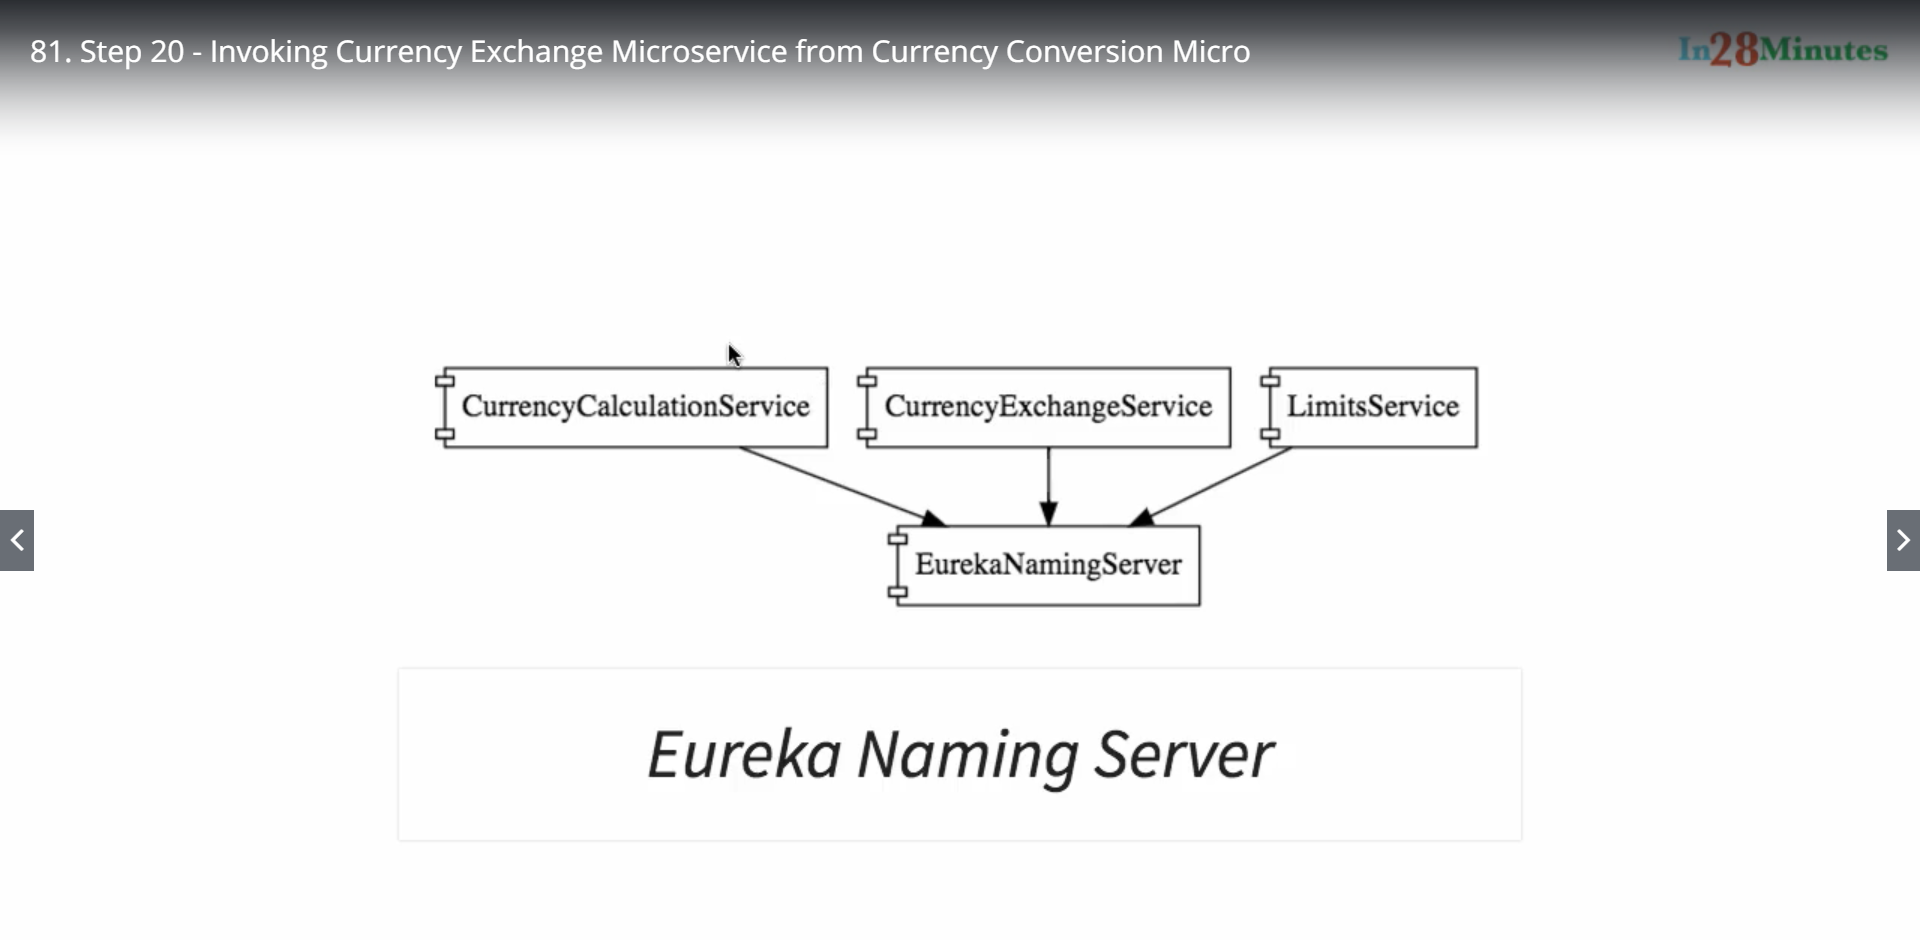 81. Step 20 - Invoking Currency Exchange Microservice from Currency Conversion Micro
In28Minutes
CurrencyCalculationService
CurrencyExchangeService
LimitsService
EurekaNamingServer
Eureka Naming Server